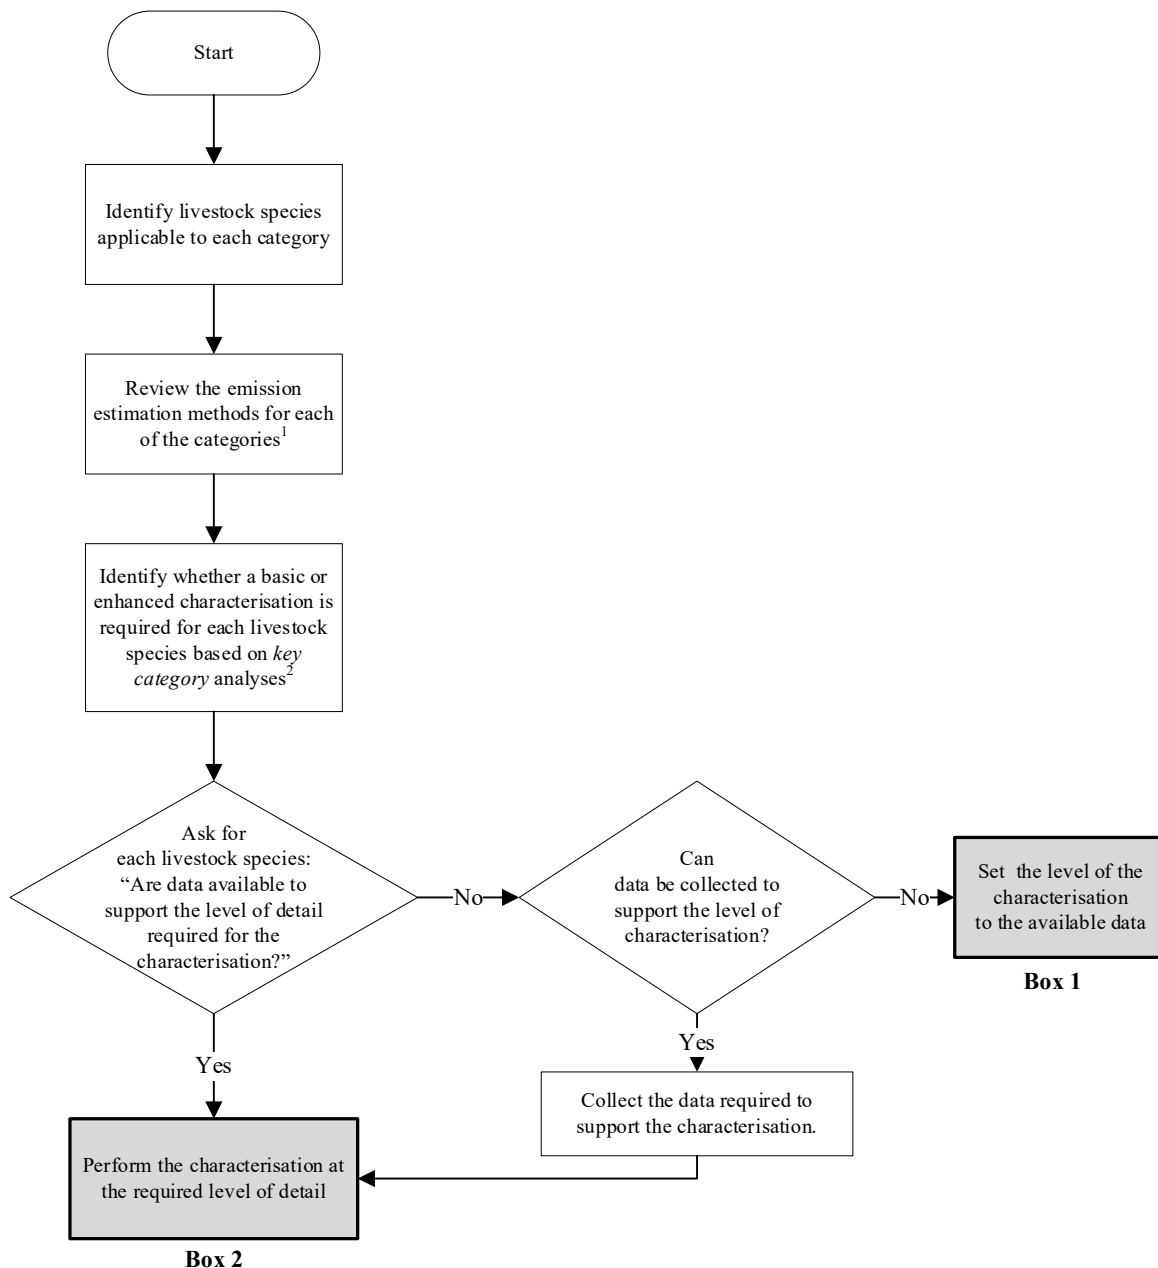 Start
Identify livestock species
applicable to each category
Review the emission
estimation methods for each
of the categories1
Identify whether a basic or
enhanced characterisation is
required for each livestock
species based on key
category analyses2
Ask for
each livestock species:
“Are data available to
support the level of detail
required for the
characterisation?”
No
Can
data be collected to
support the level of
characterisation?
No
Set the level of the
characterisation
to the available data
Box 1
Yes
Yes
Collect the data required to
support the characterisation.
Perform the characterisation at
the required level of detail
Box 2